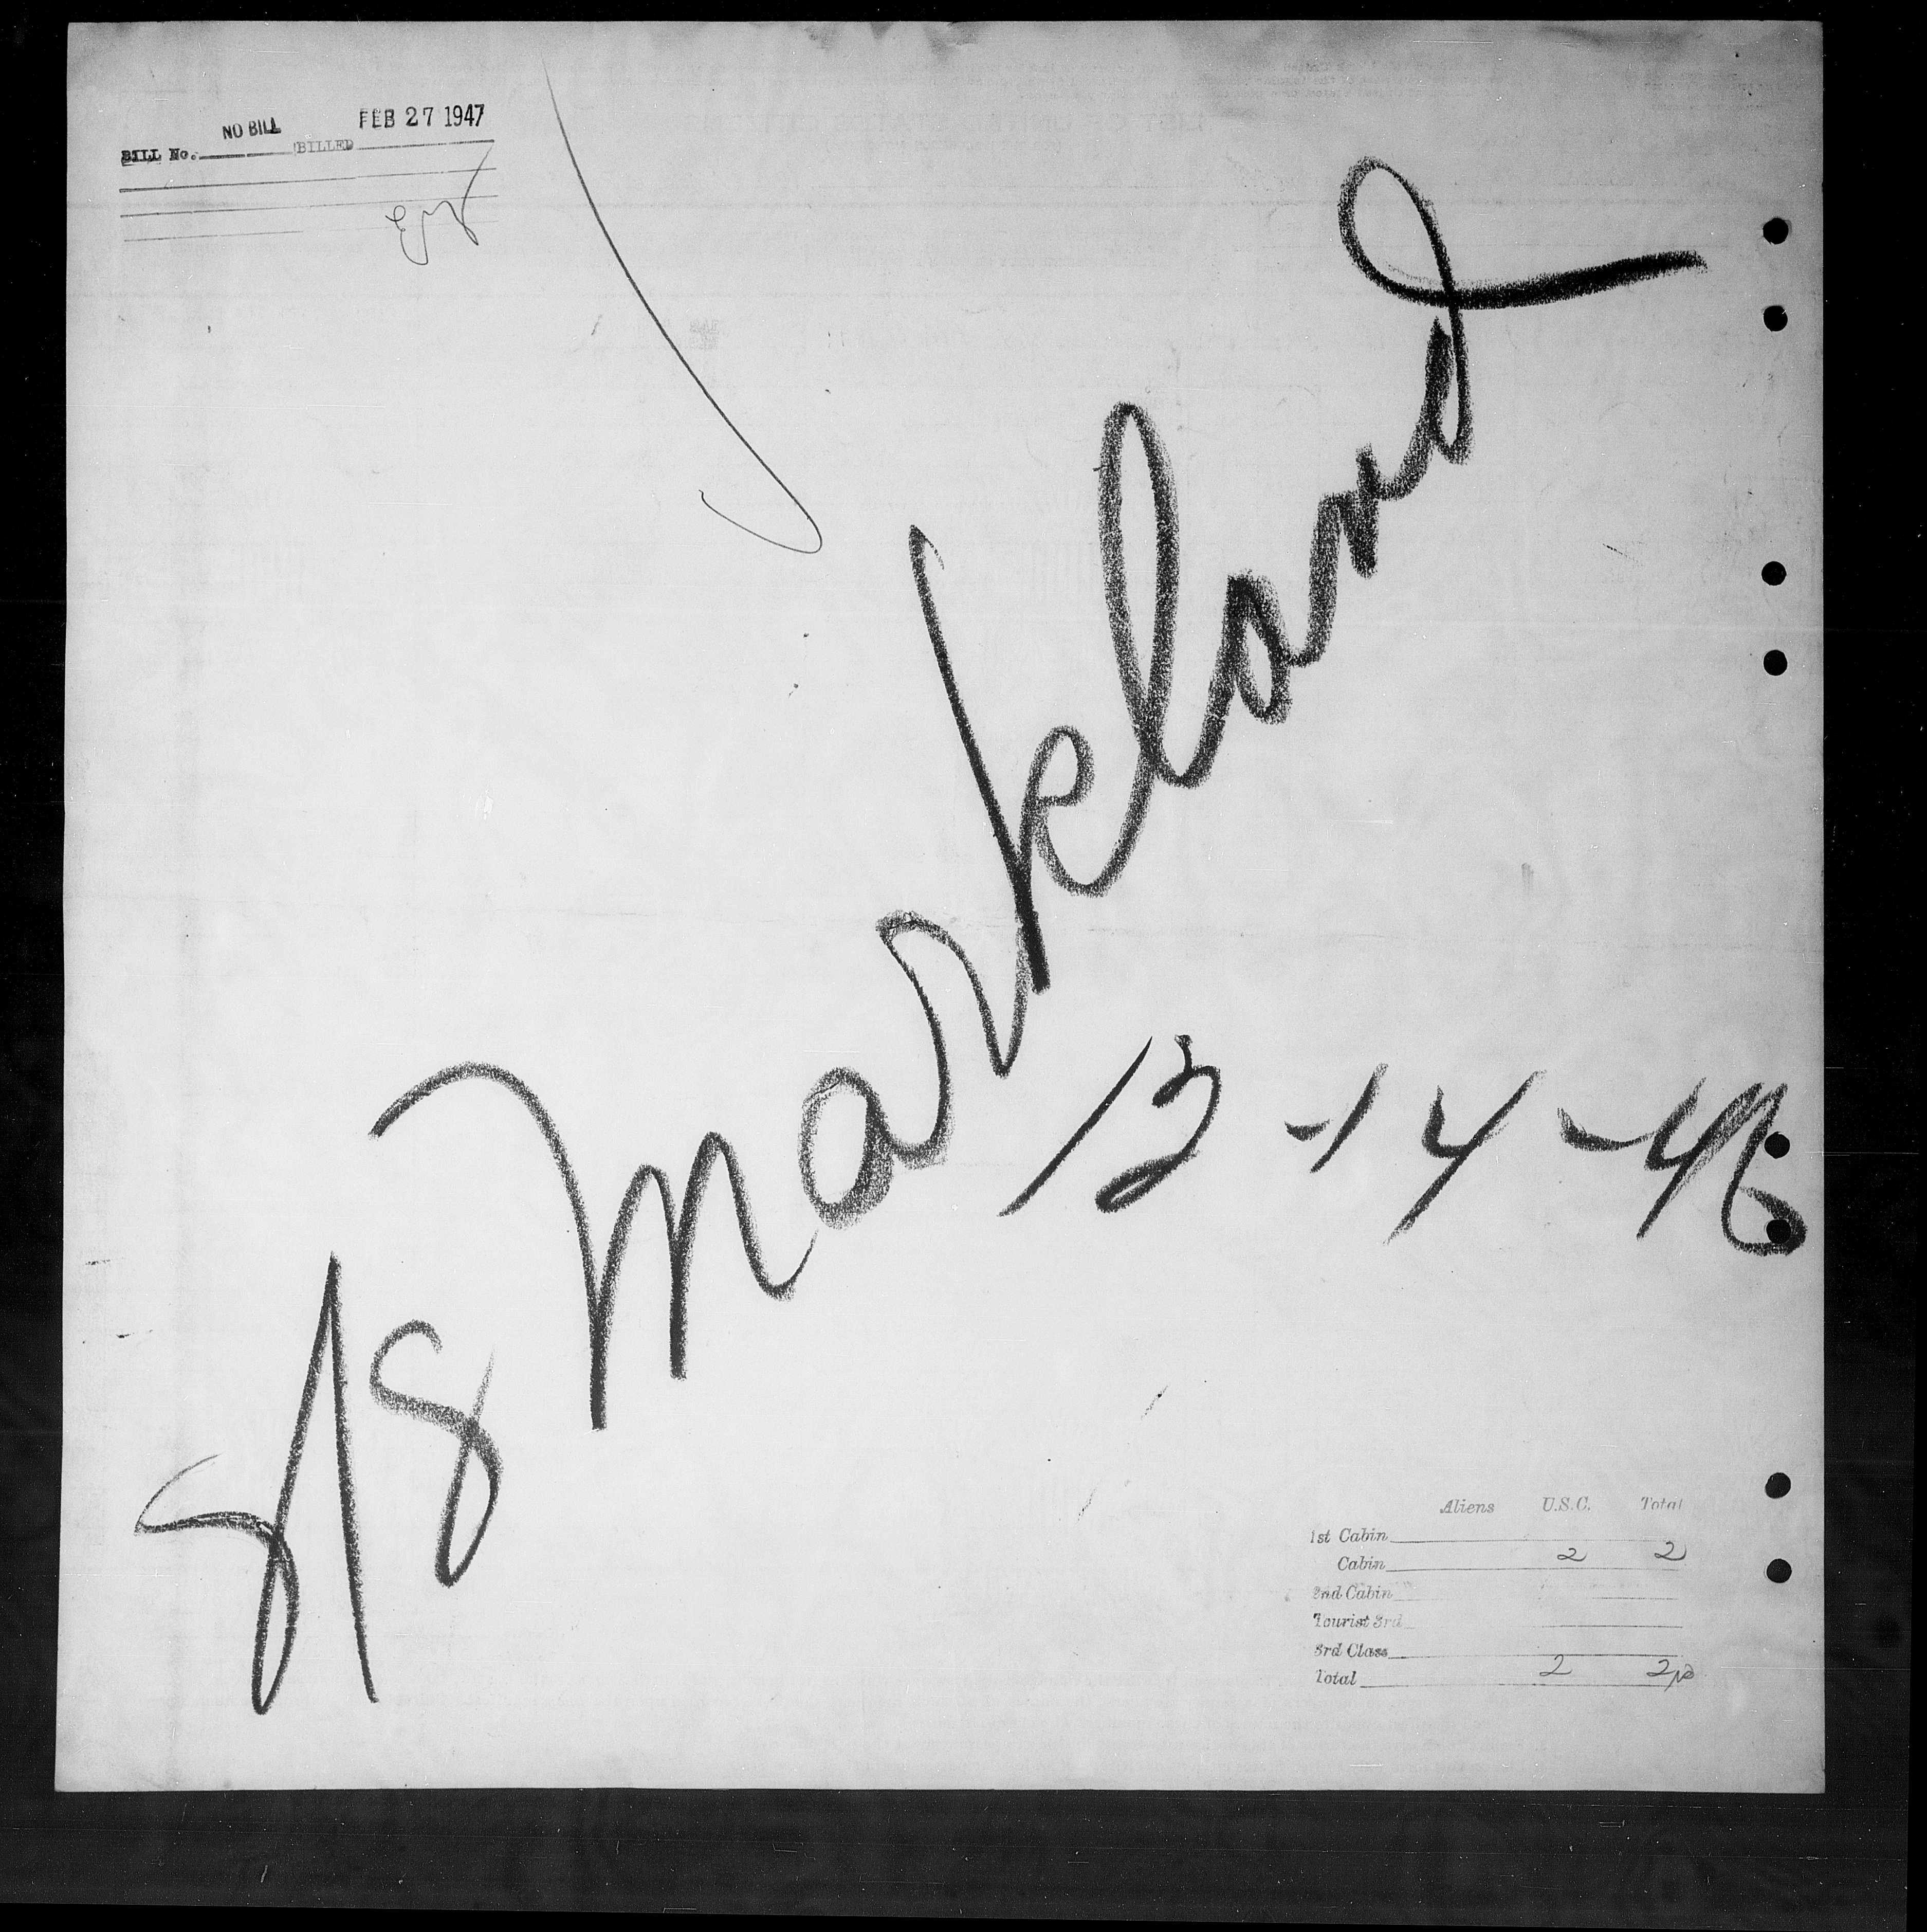 NO BILL FEB 27 1947
BILL No. BILLED
S/S Markland
12-14-46
Aliens U.S.C. Total
1st Cabin
Cabin 2 2
2nd Cabin
Tourist 3rd
3rd Class
Total 2 2